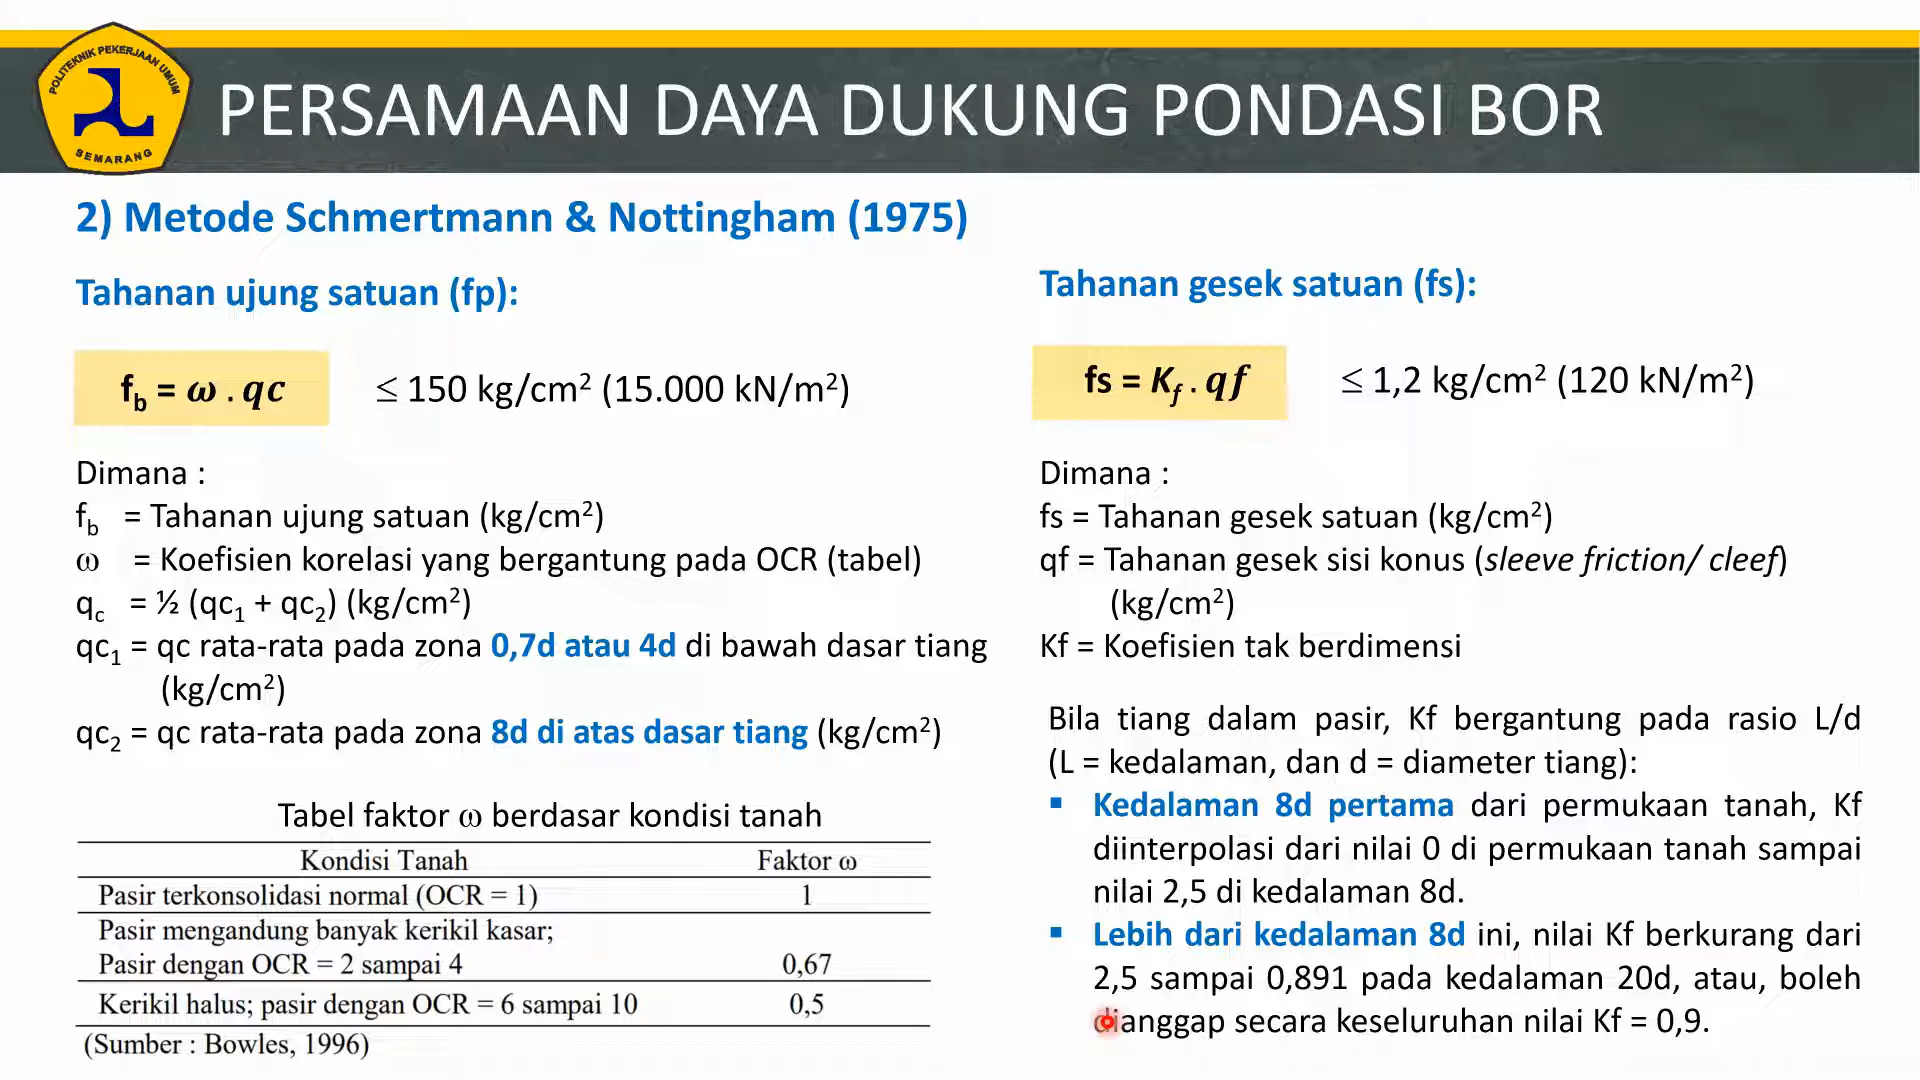 POLITEKNIK PEKERJAAN UMUM
SEMARANG
PERSAMAAN DAYA DUKUNG PONDASI BOR
2) Metode Schmertmann & Nottingham (1975)
Tahanan ujung satuan (fp):
f_b = ω . qc ≤ 150 kg/cm² (15.000 kN/m²)
Dimana :
f_b = Tahanan ujung satuan (kg/cm²)
ω = Koefisien korelasi yang bergantung pada OCR (tabel)
q_c = ½ (qc₁ + qc₂) (kg/cm²)
qc₁ = qc rata-rata pada zona 0,7d atau 4d di bawah dasar tiang
(kg/cm²)
qc₂ = qc rata-rata pada zona 8d di atas dasar tiang (kg/cm²)
Tabel faktor ω berdasar kondisi tanah
Kondisi Tanah Faktor ω
Pasir terkonsolidasi normal (OCR = 1) 1
Pasir mengandung banyak kerikil kasar;
Pasir dengan OCR = 2 sampai 4 0,67
Kerikil halus; pasir dengan OCR = 6 sampai 10 0,5
(Sumber : Bowles, 1996)
Tahanan gesek satuan (fs):
fs = K_f . qf ≤ 1,2 kg/cm² (120 kN/m²)
Dimana :
fs = Tahanan gesek satuan (kg/cm²)
qf = Tahanan gesek sisi konus (sleeve friction/ cleef)
(kg/cm²)
Kf = Koefisien tak berdimensi
Bila tiang dalam pasir, Kf bergantung pada rasio L/d
(L = kedalaman, dan d = diameter tiang):
▪ Kedalaman 8d pertama dari permukaan tanah, Kf
diinterpolasi dari nilai 0 di permukaan tanah sampai
nilai 2,5 di kedalaman 8d.
▪ Lebih dari kedalaman 8d ini, nilai Kf berkurang dari
2,5 sampai 0,891 pada kedalaman 20d, atau, boleh
dianggap secara keseluruhan nilai Kf = 0,9.